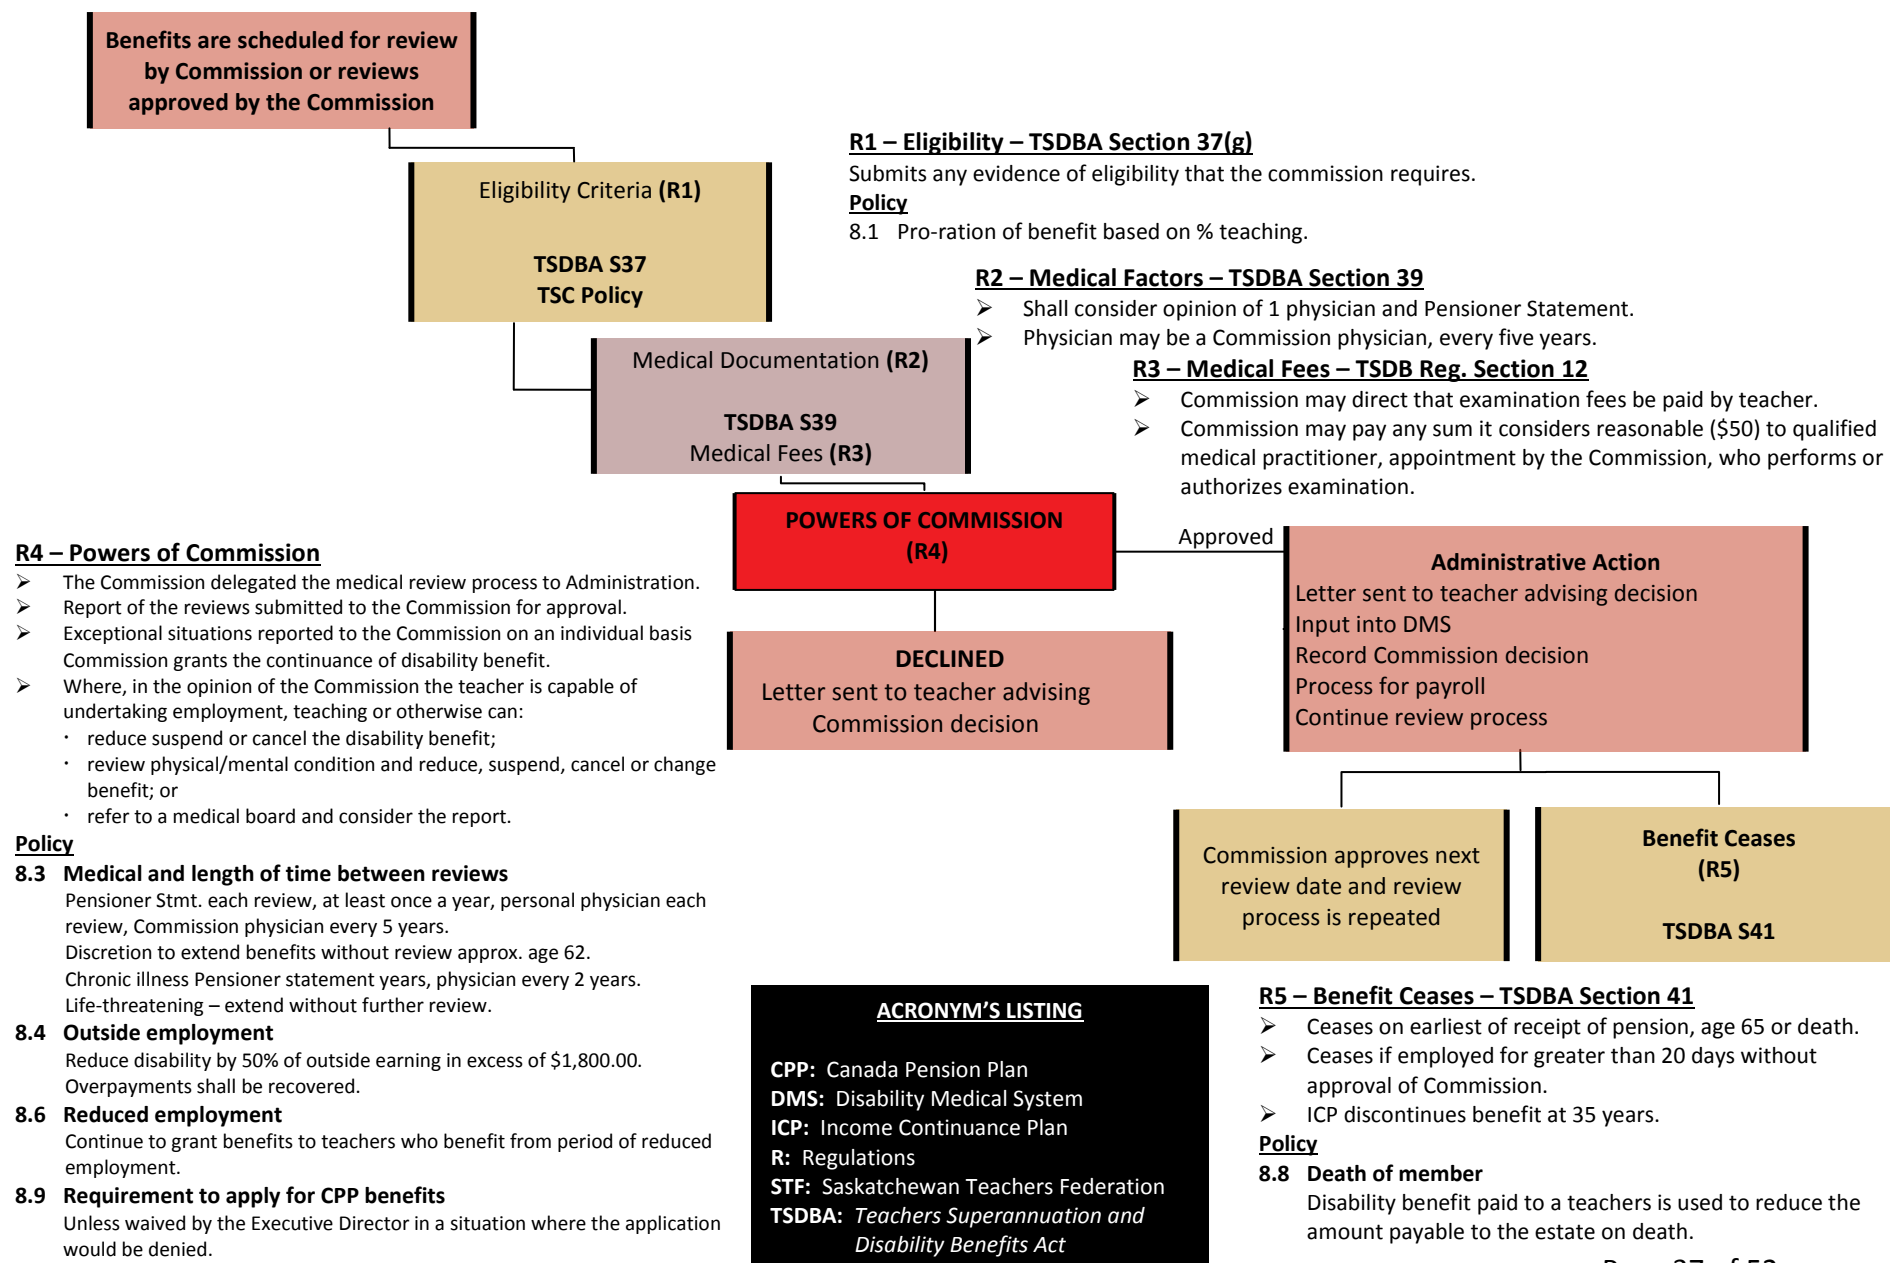 Benefits are scheduled for review
by Commission or reviews
approved by the Commission
Eligibility Criteria (R1)
TSDBA S37
TSC Policy
R1 – Eligibility – TSDBA Section 37(g)
Submits any evidence of eligibility that the commission requires.
Policy
8.1 Pro-ration of benefit based on % teaching.
R2 – Medical Factors – TSDBA Section 39
➢ Shall consider opinion of 1 physician and Pensioner Statement.
➢ Physician may be a Commission physician, every five years.
Medical Documentation (R2)
TSDBA S39
Medical Fees (R3)
R3 – Medical Fees – TSDB Reg. Section 12
➢ Commission may direct that examination fees be paid by teacher.
➢ Commission may pay any sum it considers reasonable ($50) to qualified
medical practitioner, appointment by the Commission, who performs or
authorizes examination.
POWERS OF COMMISSION
(R4)
Approved
R4 – Powers of Commission
➢ The Commission delegated the medical review process to Administration.
➢ Report of the reviews submitted to the Commission for approval.
➢ Exceptional situations reported to the Commission on an individual basis
Commission grants the continuance of disability benefit.
➢ Where, in the opinion of the Commission the teacher is capable of
undertaking employment, teaching or otherwise can:
· reduce suspend or cancel the disability benefit;
· review physical/mental condition and reduce, suspend, cancel or change
benefit; or
· refer to a medical board and consider the report.
Policy
8.3 Medical and length of time between reviews
Pensioner Stmt. each review, at least once a year, personal physician each
review, Commission physician every 5 years.
Discretion to extend benefits without review approx. age 62.
Chronic illness Pensioner statement years, physician every 2 years.
Life-threatening – extend without further review.
8.4 Outside employment
Reduce disability by 50% of outside earning in excess of $1,800.00.
Overpayments shall be recovered.
8.6 Reduced employment
Continue to grant benefits to teachers who benefit from period of reduced
employment.
8.9 Requirement to apply for CPP benefits
Unless waived by the Executive Director in a situation where the application
would be denied.
DECLINED
Letter sent to teacher advising
Commission decision
Administrative Action
Letter sent to teacher advising decision
Input into DMS
Record Commission decision
Process for payroll
Continue review process
Commission approves next
review date and review
process is repeated
Benefit Ceases
(R5)
TSDBA S41
ACRONYM’S LISTING
CPP: Canada Pension Plan
DMS: Disability Medical System
ICP: Income Continuance Plan
R: Regulations
STF: Saskatchewan Teachers Federation
TSDBA: Teachers Superannuation and
Disability Benefits Act
R5 – Benefit Ceases – TSDBA Section 41
➢ Ceases on earliest of receipt of pension, age 65 or death.
➢ Ceases if employed for greater than 20 days without
approval of Commission.
➢ ICP discontinues benefit at 35 years.
Policy
8.8 Death of member
Disability benefit paid to a teachers is used to reduce the
amount payable to the estate on death.